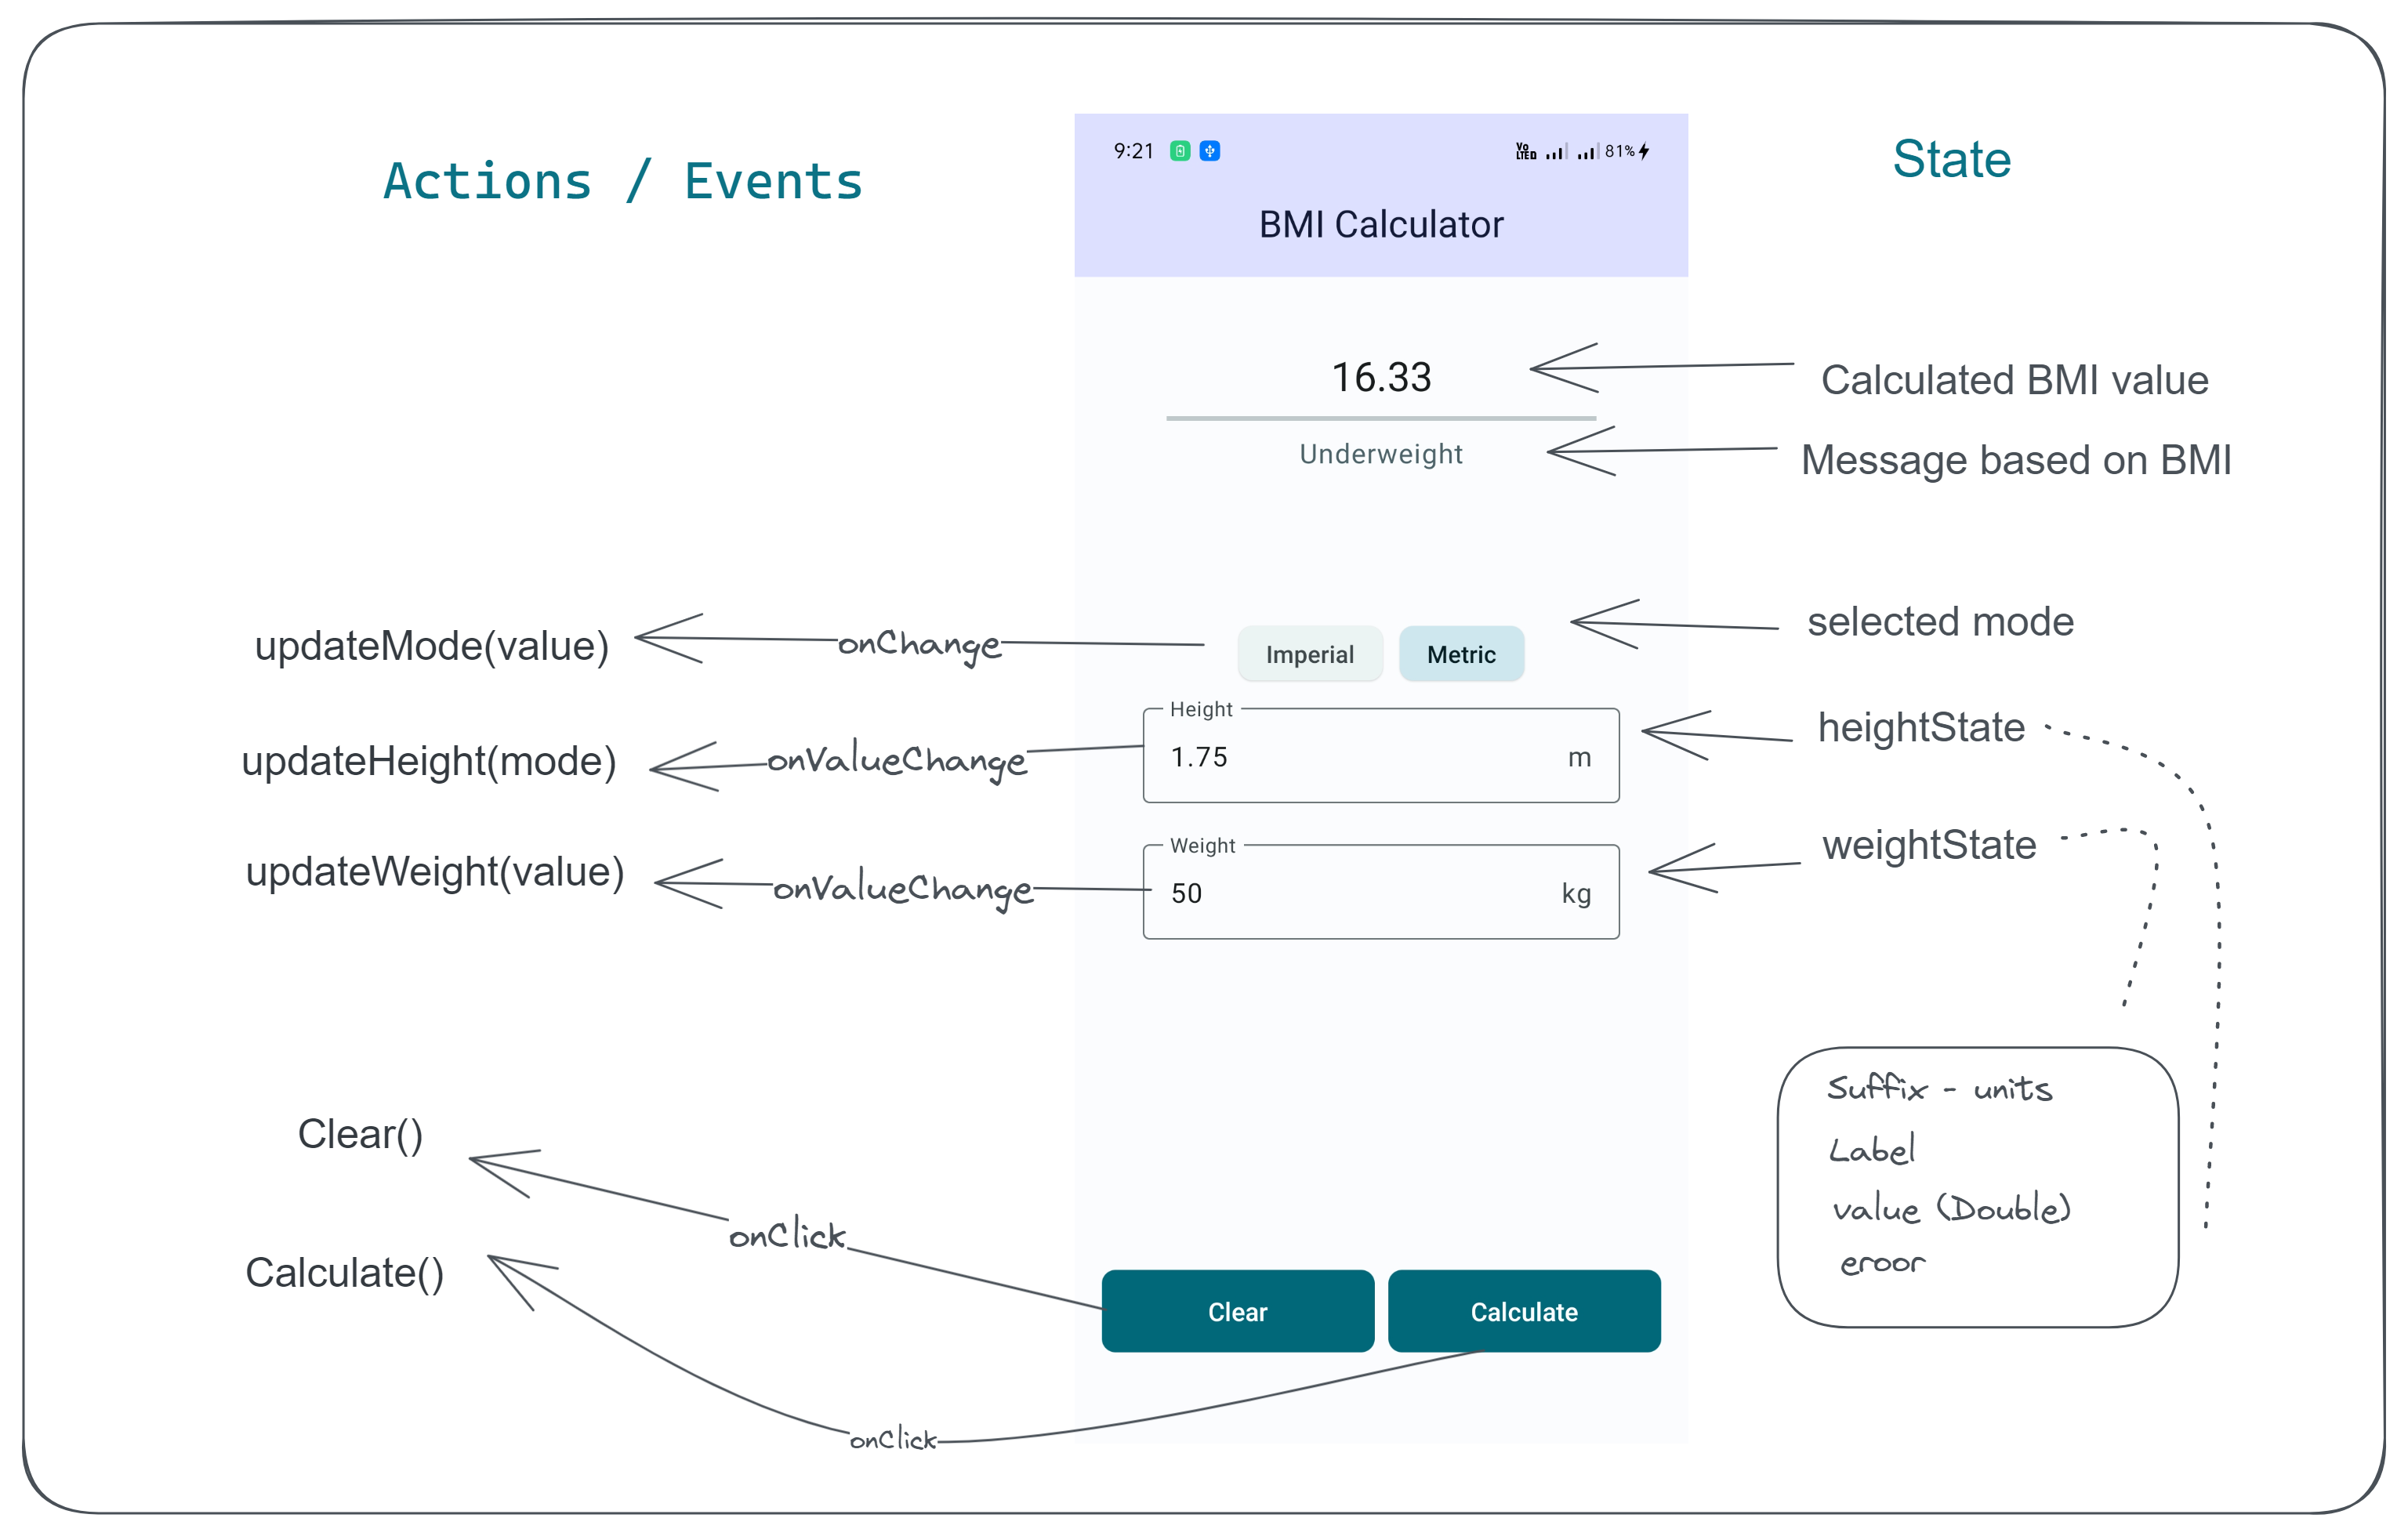 Actions / Events
State
9:21
Vo LTED 81%
BMI Calculator
16.33
Calculated BMI value
Underweight
Message based on BMI
updateMode(value)
onChange
Imperial
Metric
selected mode
updateHeight(mode)
onValueChange
Height
1.75
m
heightState
updateWeight(value)
onValueChange
Weight
50
kg
weightState
Suffix - units
Label
value (Double)
eroor
Clear()
onClick
Calculate()
onClick
Clear
Calculate